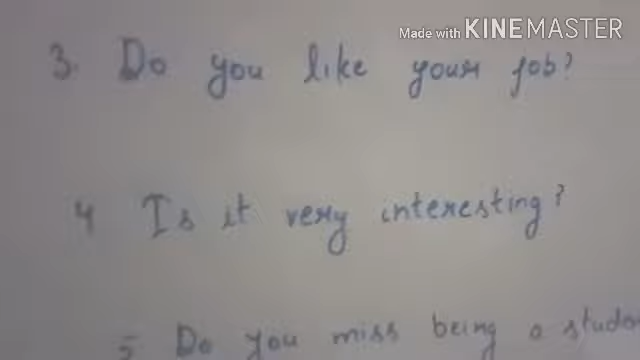 Made with KINEMASTER
3. Do you like your job?
4 Is it very interesting?
5. Do you miss being a